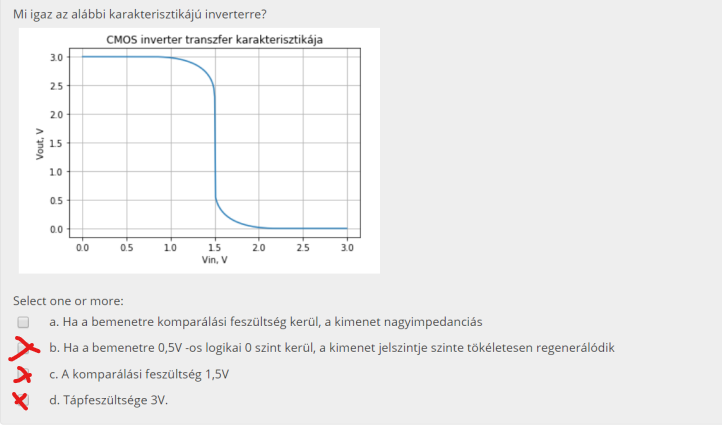 Mi igaz az alábbi karakterisztikájú inverterre?
CMOS inverter transzfer karakterisztikája
3.0
2.5
2.0
1.5
1.0
0.5
0.0
Vout, V
0.0 0.5 1.0 1.5 2.0 2.5 3.0
Vin, V
Select one or more:
a. Ha a bemenetre komparálási feszültség kerül, a kimenet nagyimpedanciás
b. Ha a bemenetre 0,5V -os logikai 0 szint kerül, a kimenet jelszintje szinte tökéletesen regenerálódik
c. A komparálási feszültség 1,5V
d. Tápfeszültsége 3V.